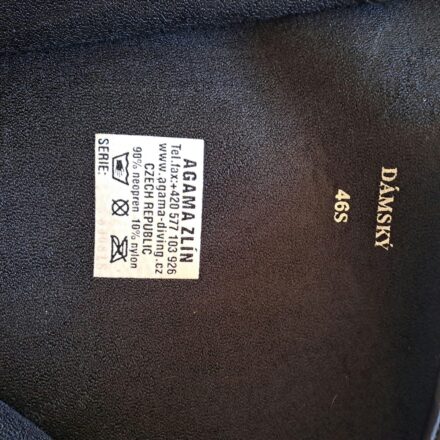 DÁMSKÝ
46S
AGAMA ZLÍN
Tel.fax:+420 577 103 926
www.agama-diving.cz
CZECH REPUBLIC
90% neopren 10% nylon
SERIE: